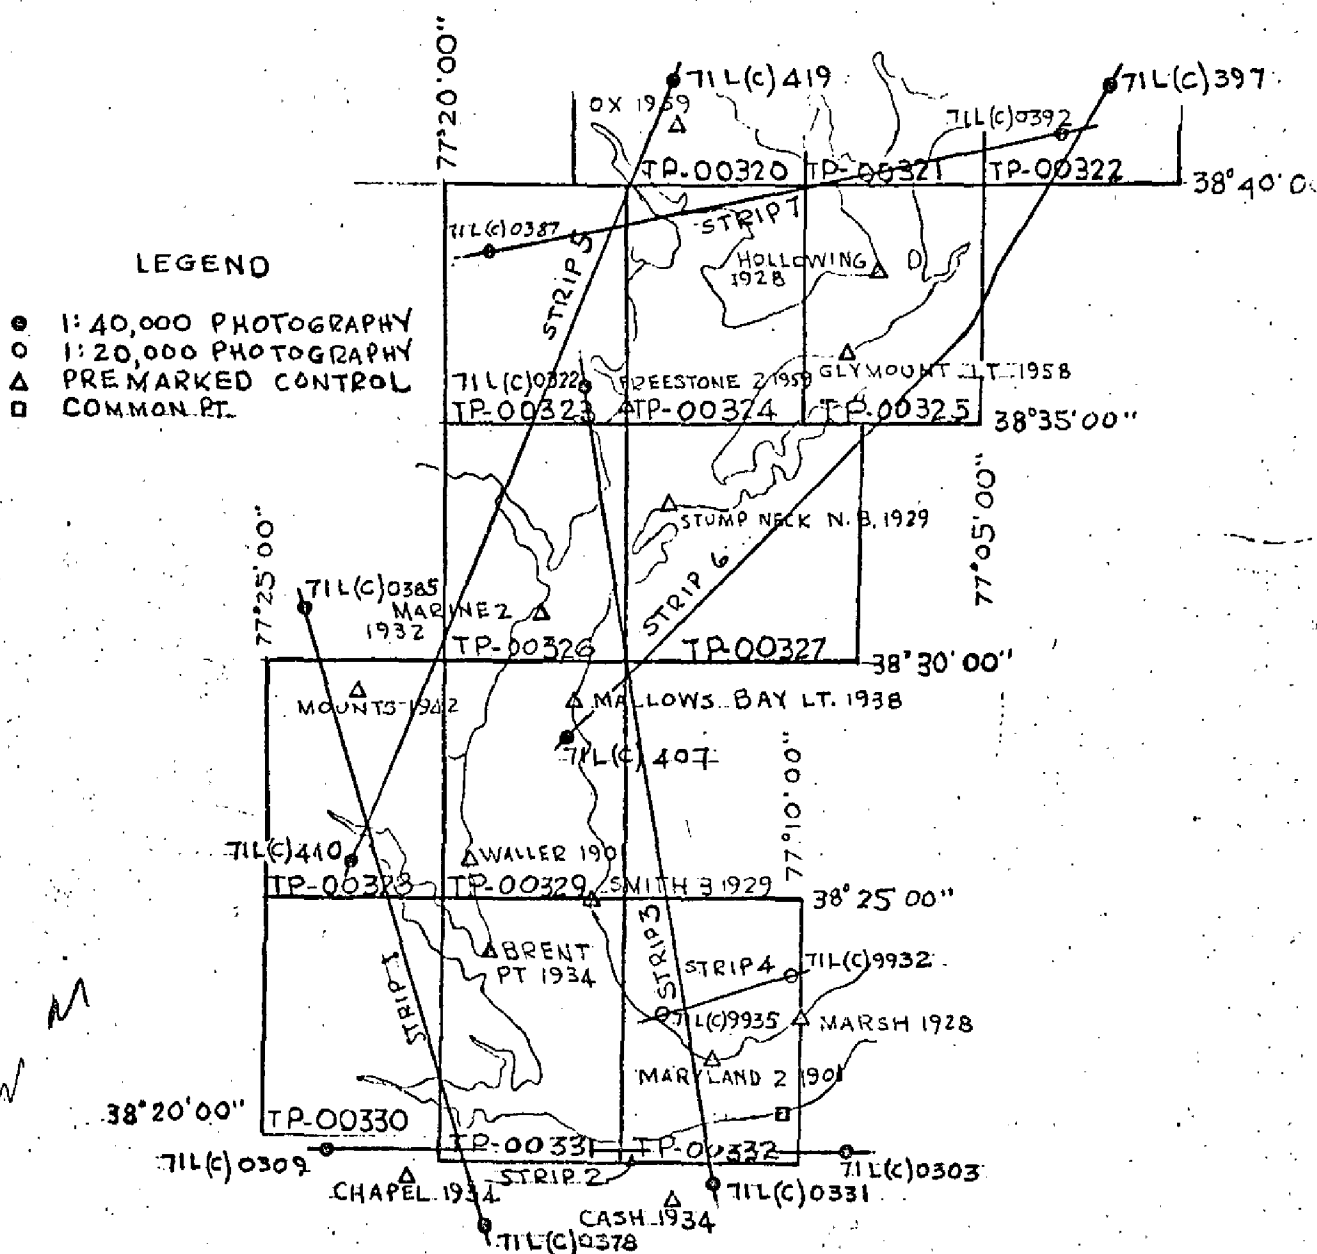 77°20'00"
71L(C)419
71L(C)397
OX 1959
71L(C)0392
TP-00320
TP-00321
TP-00322
38°40'0
71L(C)0387
STRIP 5
STRIP 7
LEGEND
HOLLOWING
1928
1:40,000 PHOTOGRAPHY
1:20,000 PHOTOGRAPHY
PREMARKED CONTROL
COMMON PT.
71L(C)0322
FREESTONE 2 1959
GLYMOUNT LT. 1958
TP-00323
TP-00324
TP-00325
38°35'00"
STUMP NECK N.B. 1929
77°25'00"
77°05'00"
71L(C)0385
MARINE 2
1932
STRIP 6
TP-00326
TP-00327
38°30'00"
MOUNTS 1942
MALLOWS BAY LT. 1938
71L(C)407
77°10'00"
71L(C)440
WALLER 190
TP-00328
TP-00329
SMITH 3 1929
38°25'00"
BRENT
PT 1934
STRIP 3
STRIP 4
71L(C)9932
STRIP 1
71L(C)9935
MARSH 1928
MARYLAND 2 1901
38°20'00"
TP-00330
TP-00331
TP-00332
71L(C)0309
71L(C)0303
CHAPEL 1934
STRIP 2
71L(C)0331
CASH 1934
71L(C)0378